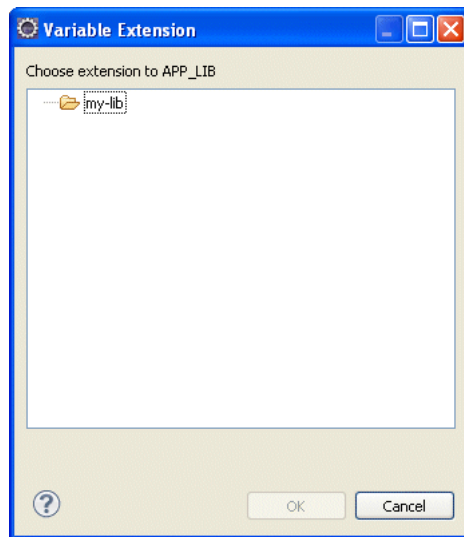 Variable Extension
Choose extension to APP_LIB
my-lib
?
OK
Cancel